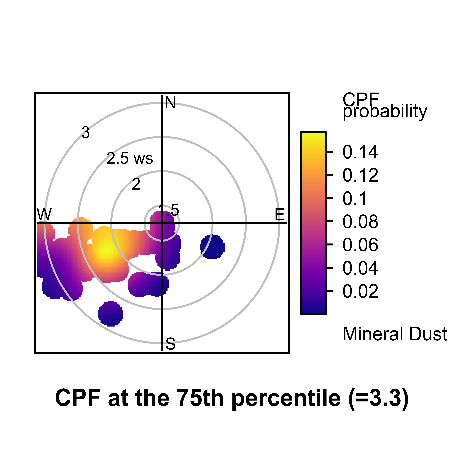 CPF
probability
N
3
2.5 ws
2
1.5
W
E
S
0.14
0.12
0.1
0.08
0.06
0.04
0.02
Mineral Dust
CPF at the 75th percentile (=3.3)